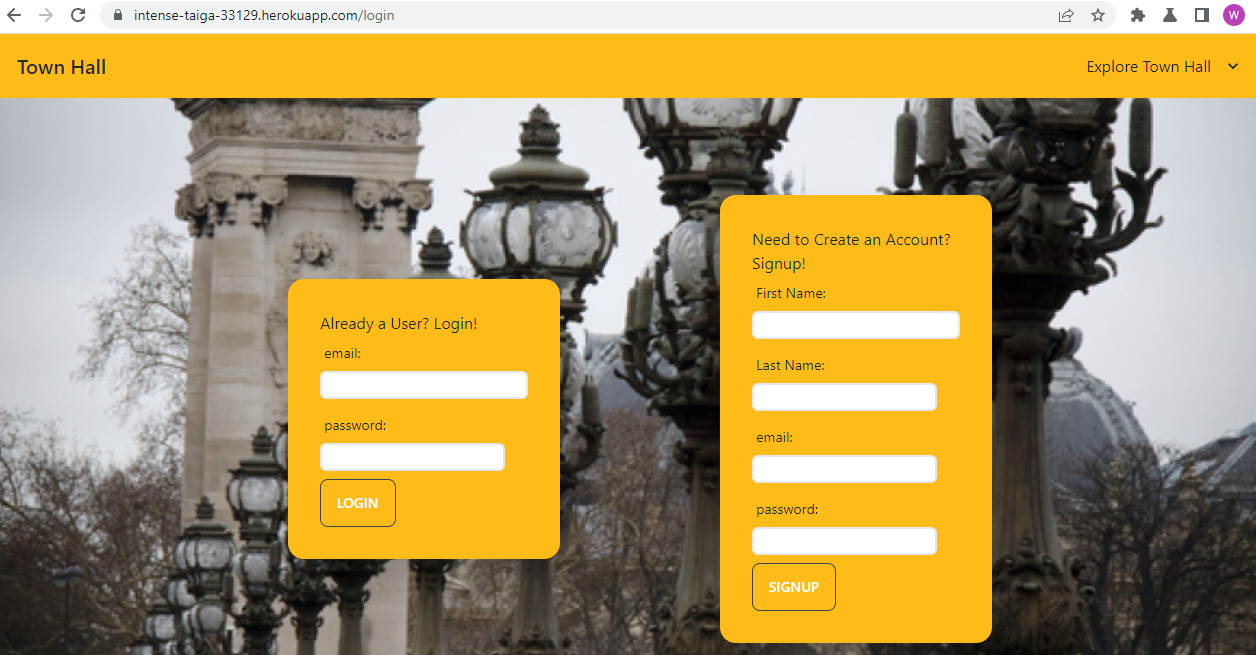 intense-taiga-33129.herokuapp.com/login
W
Town Hall
Explore Town Hall
Already a User? Login!
email:
password:
LOGIN
Need to Create an Account?
Signup!
First Name:
Last Name:
email:
password:
SIGNUP